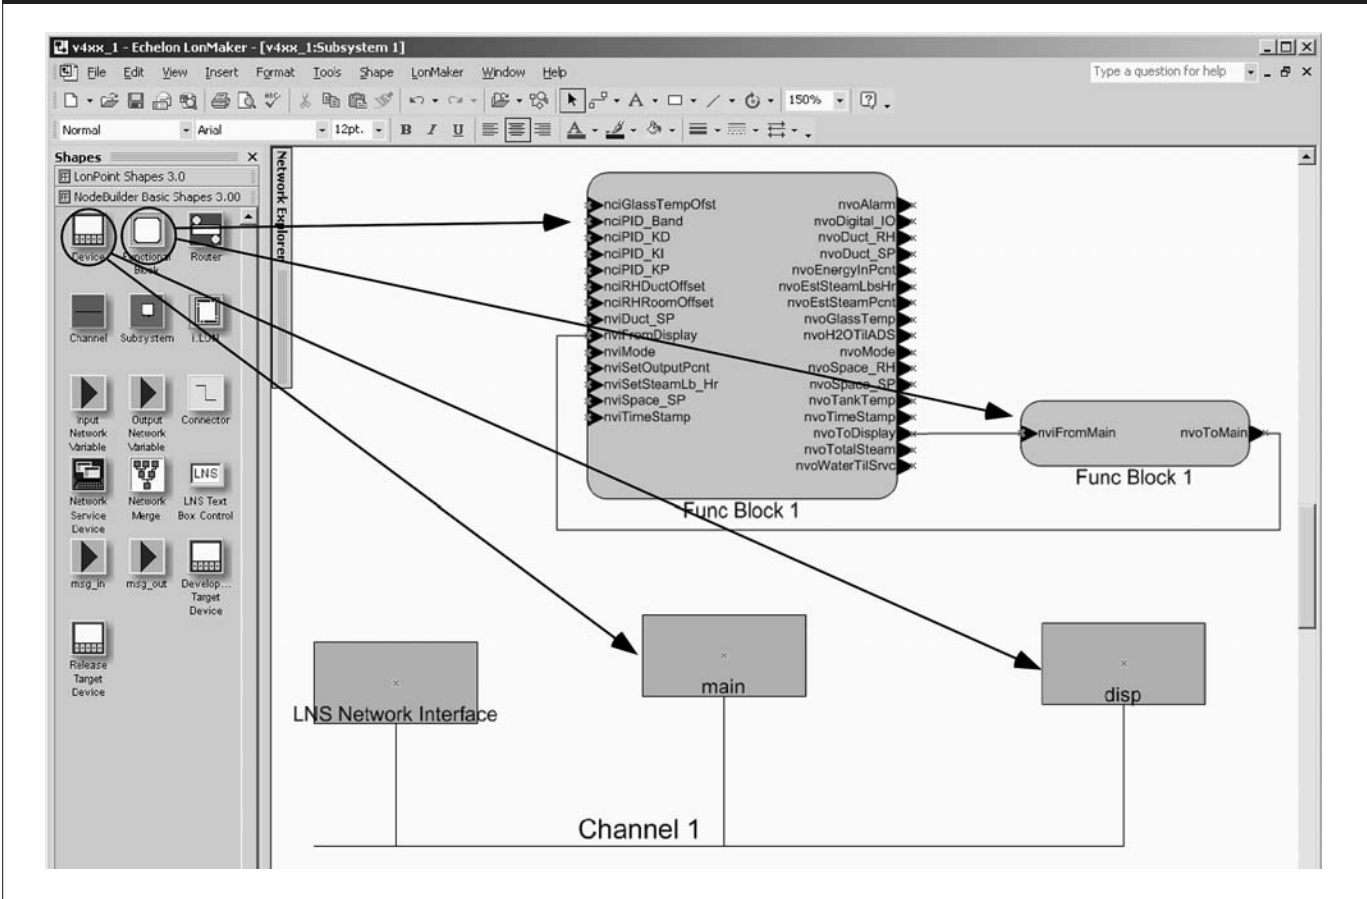 v4xx_1 - Echelon LonMaker - [v4xx_1:Subsystem 1]
File Edit View Insert Format Tools Shape LonMaker Window Help
Type a question for help
ABC
150%
Normal
Arial
12pt.
B I U
Shapes
LonPoint Shapes 3.0
NodeBuilder Basic Shapes 3.00
Device
Functional Block
Router
Channel
Subsystem
i.LON
Input Network Variable
Output Network Variable
Connector
Network Service Device
Network Merge
LNS
LNS Text Box Control
msg_in
msg_out
Develop... Target Device
Release Target Device
Network Explorer
nciGlassTempOfst
nciPID_Band
nciPID_KD
nciPID_KI
nciPID_KP
nciRHDuctOffset
nciRHRoomOffset
nviDuct_SP
nviFromDisplay
nviMode
nviSetOutputPcnt
nviSetSteamLb_Hr
nviSpace_SP
nviTimeStamp
nvoAlarm
nvoDigital_IO
nvoDuct_RH
nvoDuct_SP
nvoEnergyInPcnt
nvoEstSteamLbsHr
nvoEstSteamPcnt
nvoGlassTemp
nvoH2OTilADS
nvoMode
nvoSpace_RH
nvoSpace_SP
nvoTankTemp
nvoTimeStamp
nvoToDisplay
nvoTotalSteam
nvoWaterTilSrvc
Func Block 1
nviFromMain
nvoToMain
Func Block 1
LNS Network Interface
main
disp
Channel 1